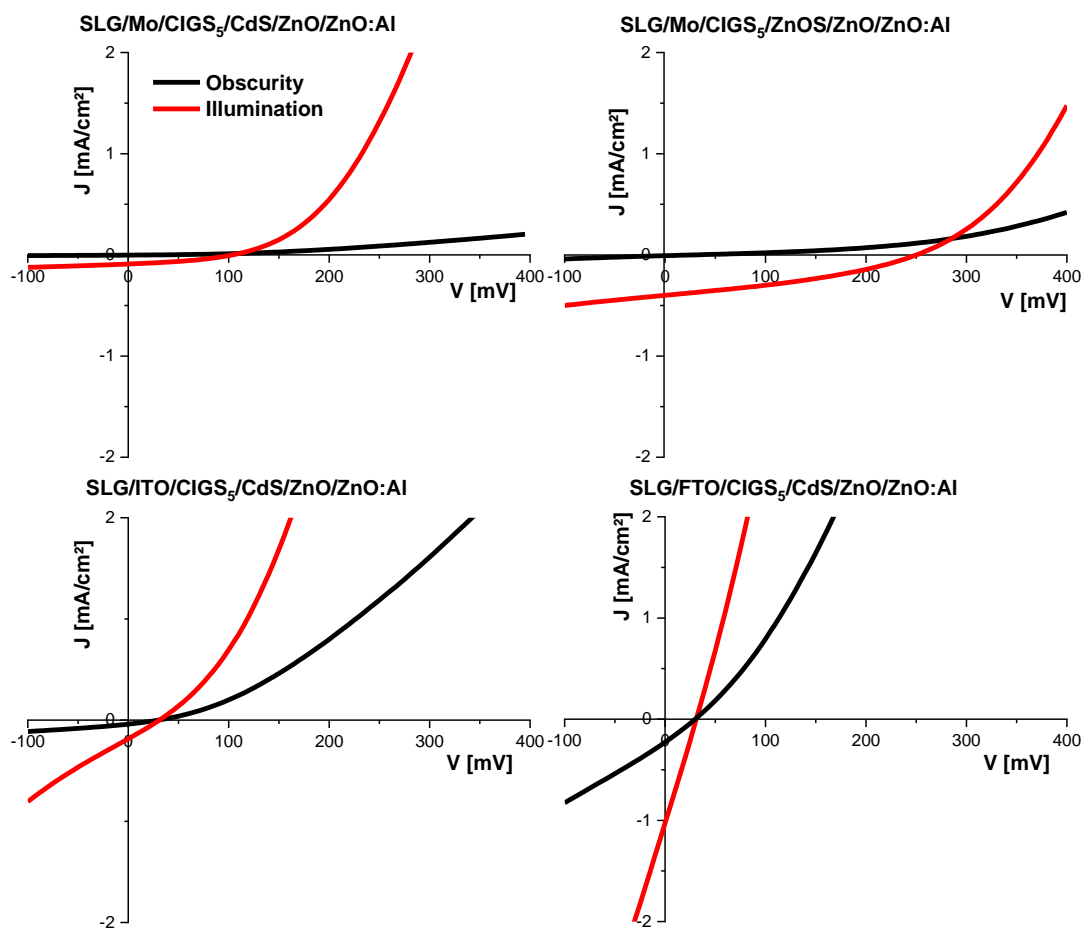 SLG/Mo/CIGS5/CdS/ZnO/ZnO:Al
2
Obscurity
Illumination
1
J [mA/cm²]
0
-100 0 100 200 300 400
V [mV]
-1
-2
SLG/Mo/CIGS5/ZnOS/ZnO/ZnO:Al
2
1
J [mA/cm²]
0
-100 0 100 200 300 400
V [mV]
-1
-2
SLG/ITO/CIGS5/CdS/ZnO/ZnO:Al
2
J [mA/cm²]
1
0
-100 0 100 200 300 400
V [mV]
-1
-2
SLG/FTO/CIGS5/CdS/ZnO/ZnO:Al
2
J [mA/cm²]
1
0
-100 0 100 200 300 400
V [mV]
-1
-2